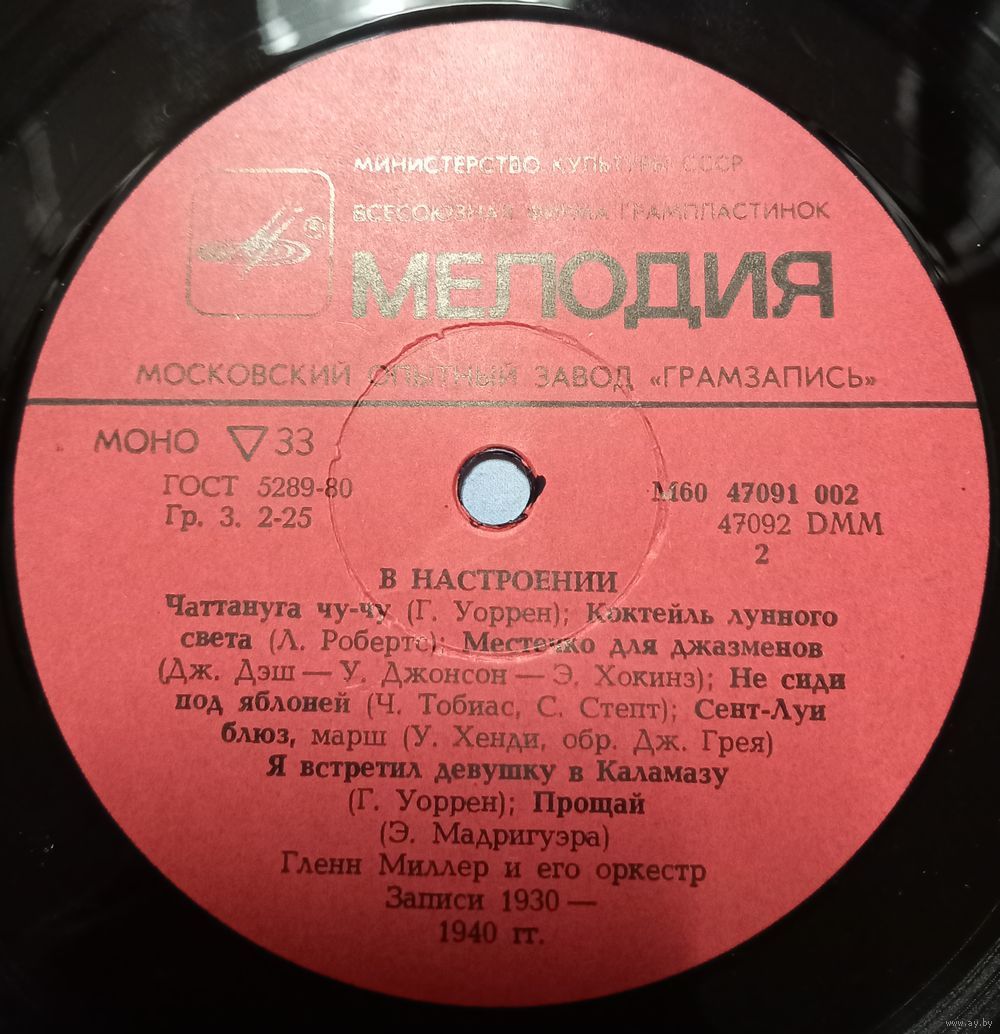 МИНИСТЕРСТВО КУЛЬТУРЫ СССР
ВСЕСОЮЗНАЯ ФИРМА ГРАМПЛАСТИНОК
МЕЛОДИЯ
МОСКОВСКИЙ ОПЫТНЫЙ ЗАВОД «ГРАМЗАПИСЬ»
МОНО ▽ 33
ГОСТ 5289-80
Гр. 3. 2-25
М60 47091 002
47092 DMM
2
В НАСТРОЕНИИ
Чаттануга чу-чу (Г. Уоррен); Коктейль лунного
света (Л. Робертс); Местечко для джазменов
(Дж. Дэш — У. Джонсон — Э. Хокинз); Не сиди
под яблоней (Ч. Тобиас, С. Степт); Сент-Луи
блюз, марш (У. Хенди, обр. Дж. Грея)
Я встретил девушку в Каламазу
(Г. Уоррен); Прощай
(Э. Мадригуэра)
Гленн Миллер и его оркестр
Записи 1930 —
1940 гг.
www.ay.by